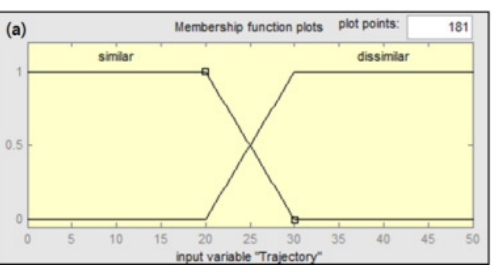 (a)
Membership function plots plot points: 181
similar dissimilar
1
0.5
0
0 5 10 15 20 25 30 35 40 45 50
input variable "Trajectory"